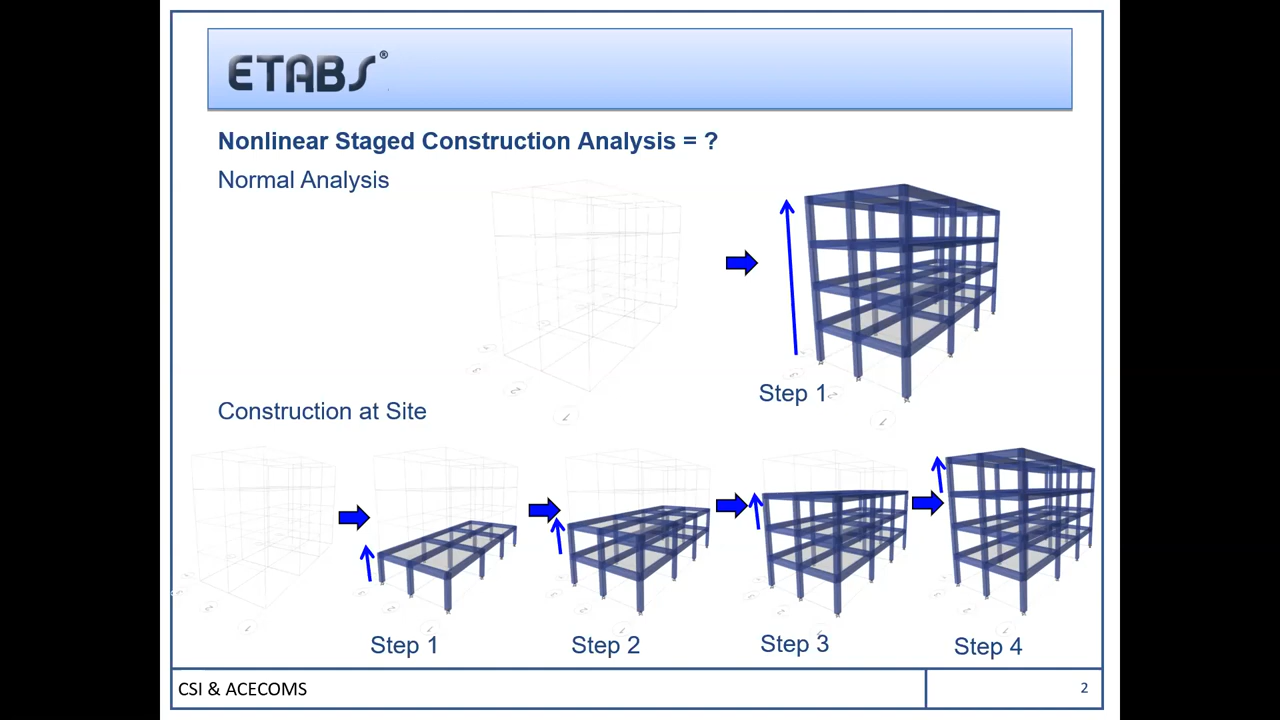 ETABS®
Nonlinear Staged Construction Analysis = ?
Normal Analysis
Step 1
Construction at Site
Step 1
Step 2
Step 3
Step 4
CSI & ACECOMS
2